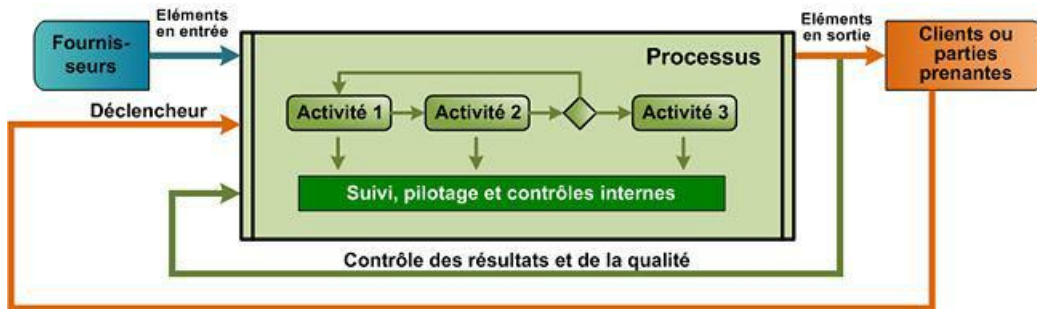 Eléments
en entrée
Fournis-
seurs
Processus
Eléments
en sortie
Clients ou
parties
prenantes
Déclencheur
Activité 1
Activité 2
Activité 3
Suivi, pilotage et contrôles internes
Contrôle des résultats et de la qualité